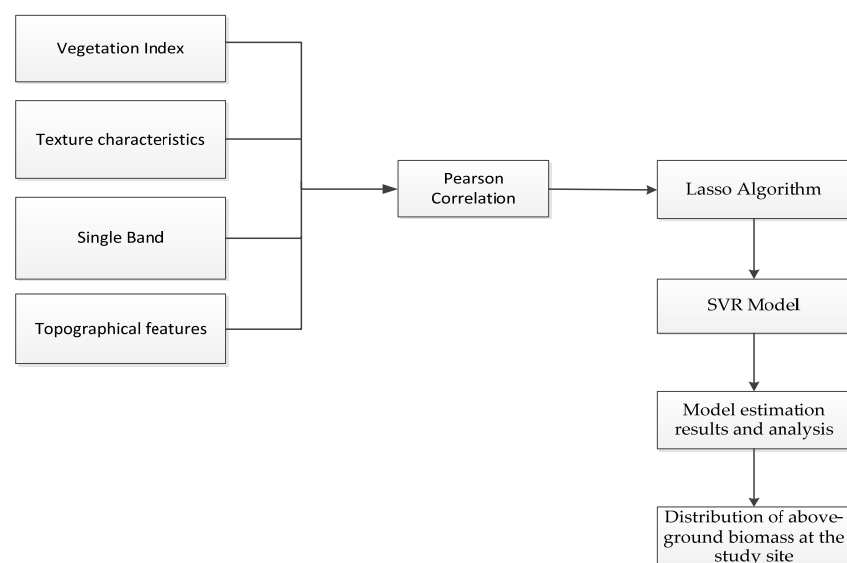 Vegetation Index
Texture characteristics
Single Band
Topographical features
Pearson
Correlation
Lasso Algorithm
SVR Model
Model estimation
results and analysis
Distribution of above-
ground biomass at the
study site